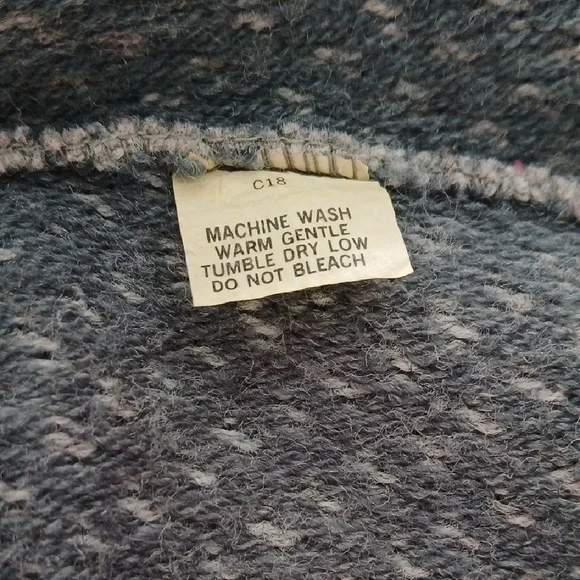 C18
MACHINE WASH
WARM GENTLE
TUMBLE DRY LOW
DO NOT BLEACH